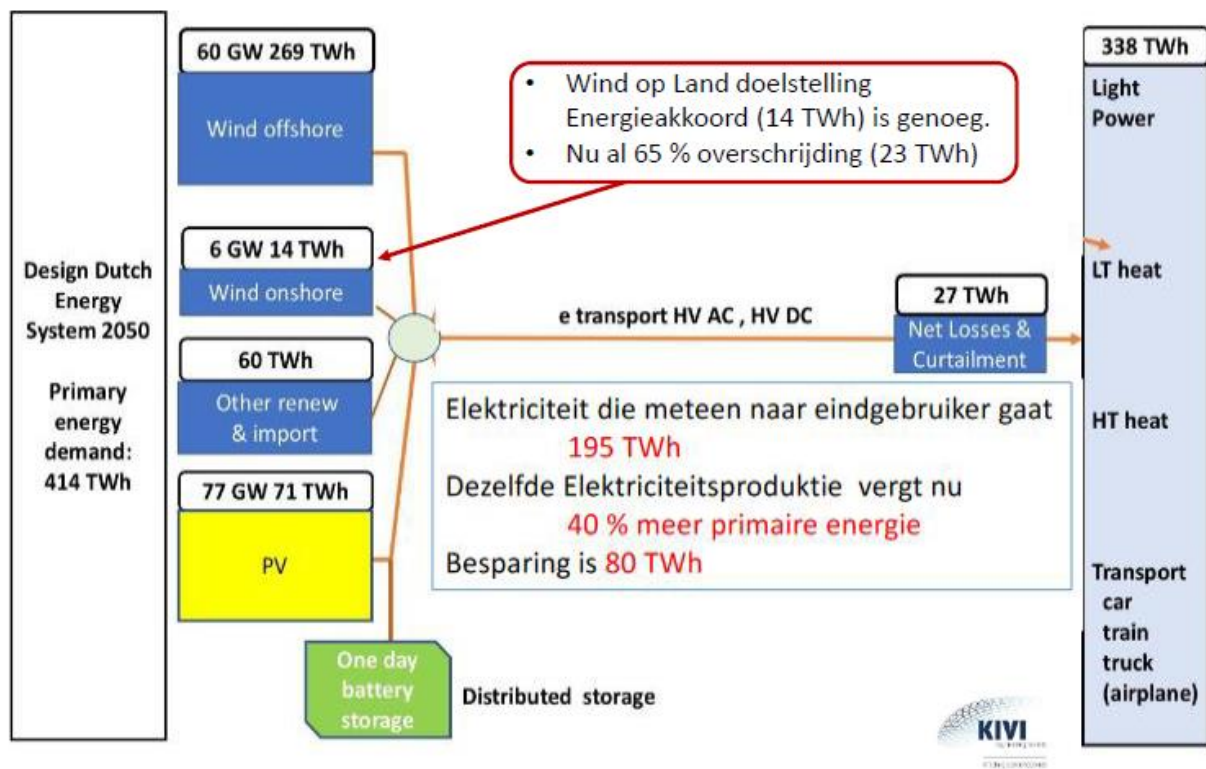 Design Dutch
Energy
System 2050
Primary
energy
demand:
414 TWh
60 GW 269 TWh
Wind offshore
6 GW 14 TWh
Wind onshore
60 TWh
Other renew
& import
77 GW 71 TWh
PV
One day
battery
storage
Distributed storage
• Wind op Land doelstelling
Energieakkoord (14 TWh) is genoeg.
• Nu al 65 % overschrijding (23 TWh)
e transport HV AC , HV DC
27 TWh
Net Losses &
Curtailment
Elektriciteit die meteen naar eindgebruiker gaat
195 TWh
Dezelfde Elektriciteitsproduktie vergt nu
40 % meer primaire energie
Besparing is 80 TWh
338 TWh
Light
Power
LT heat
HT heat
Transport
car
train
truck
(airplane)
KIVI